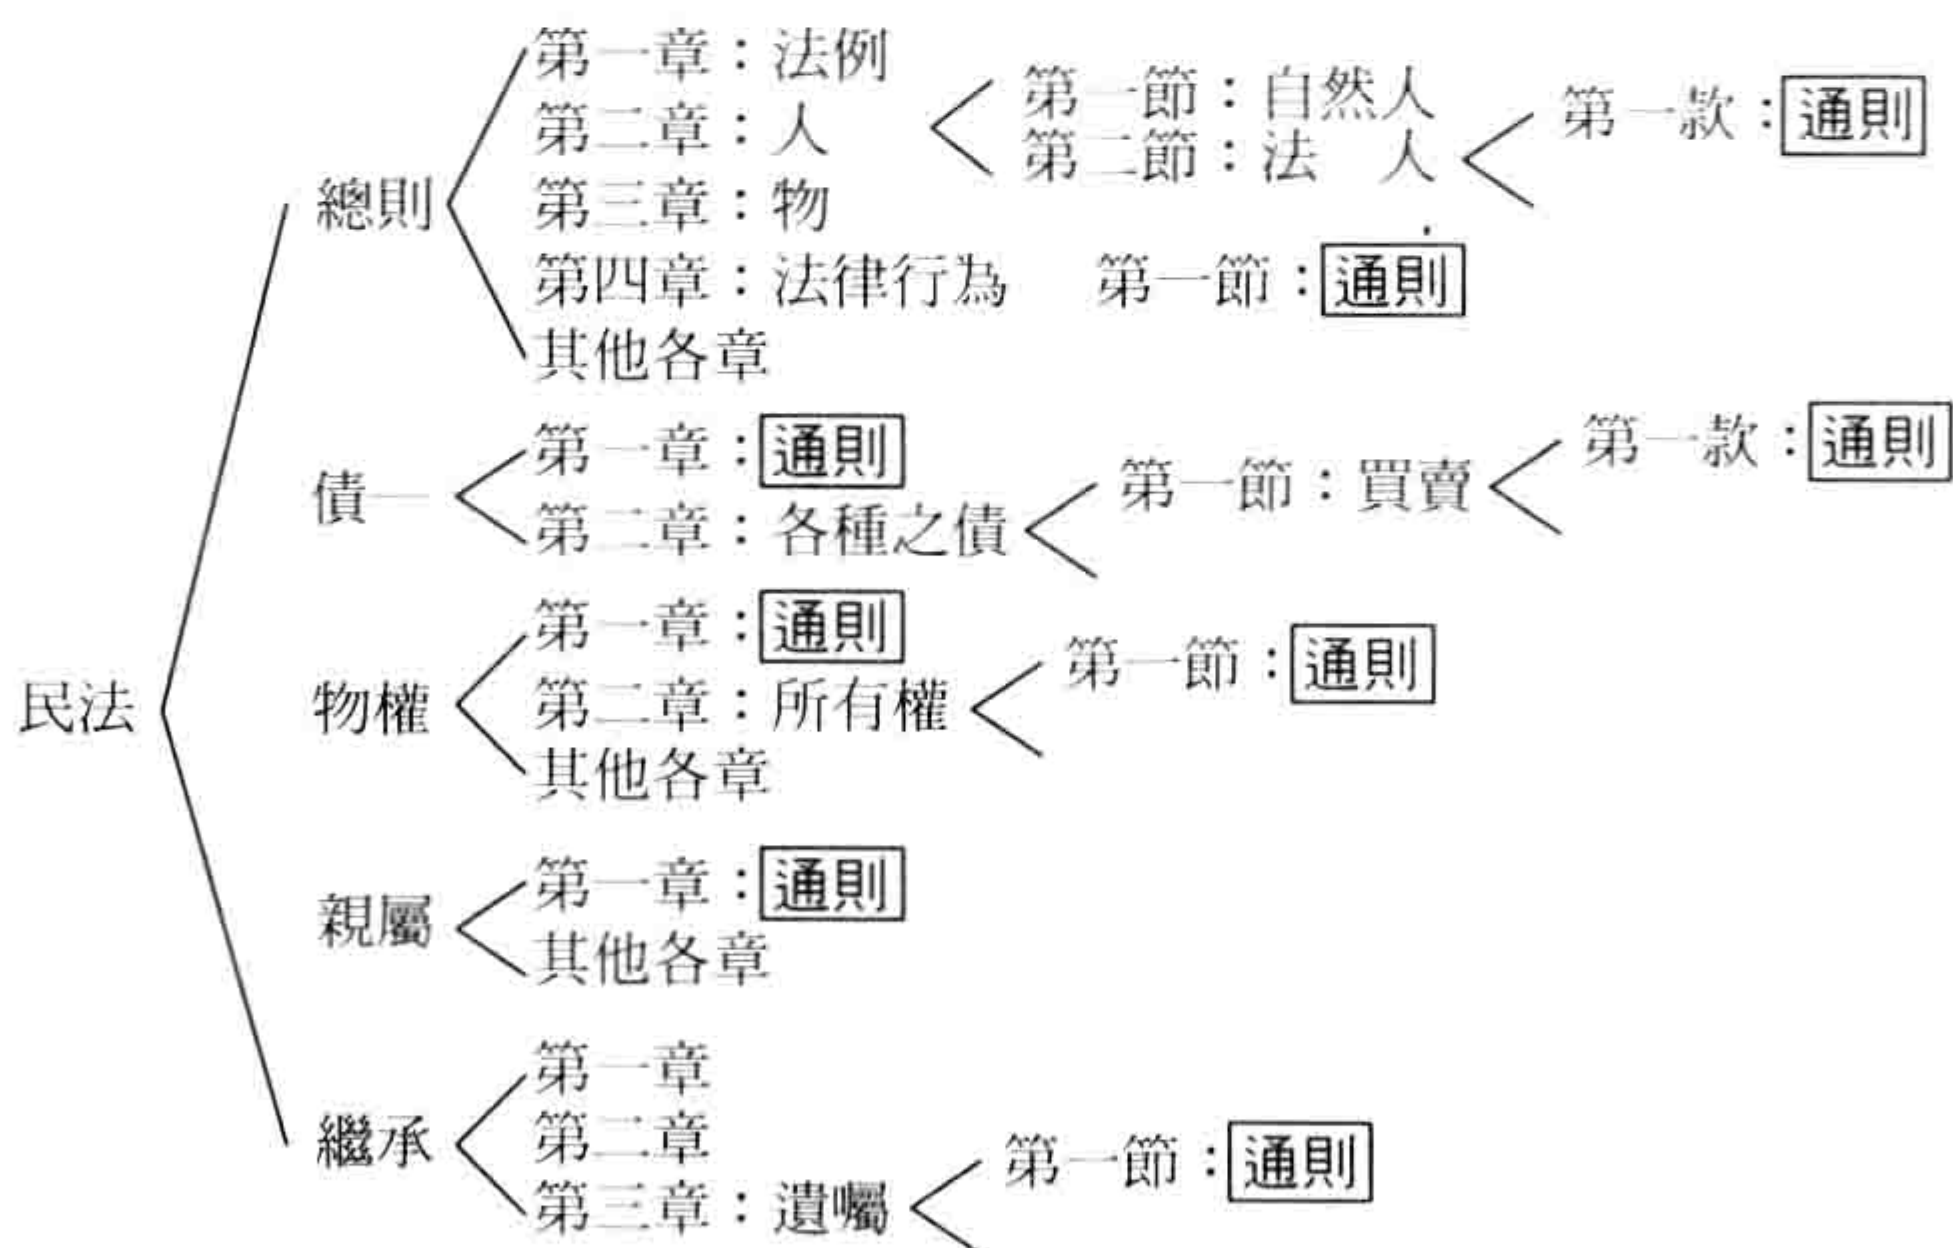 民法
總則
第一章：法例
第二章：人
第一節：自然人
第二節：法　人
第一款：通則
第三章：物
第四章：法律行為　第一節：通則
其他各章
債
第一章：通則
第二章：各種之債
第一節：買賣
第一款：通則
物權
第一章：通則
第二章：所有權
第一節：通則
其他各章
親屬
第一章：通則
其他各章
繼承
第一章
第二章
第三章：遺囑
第一節：通則